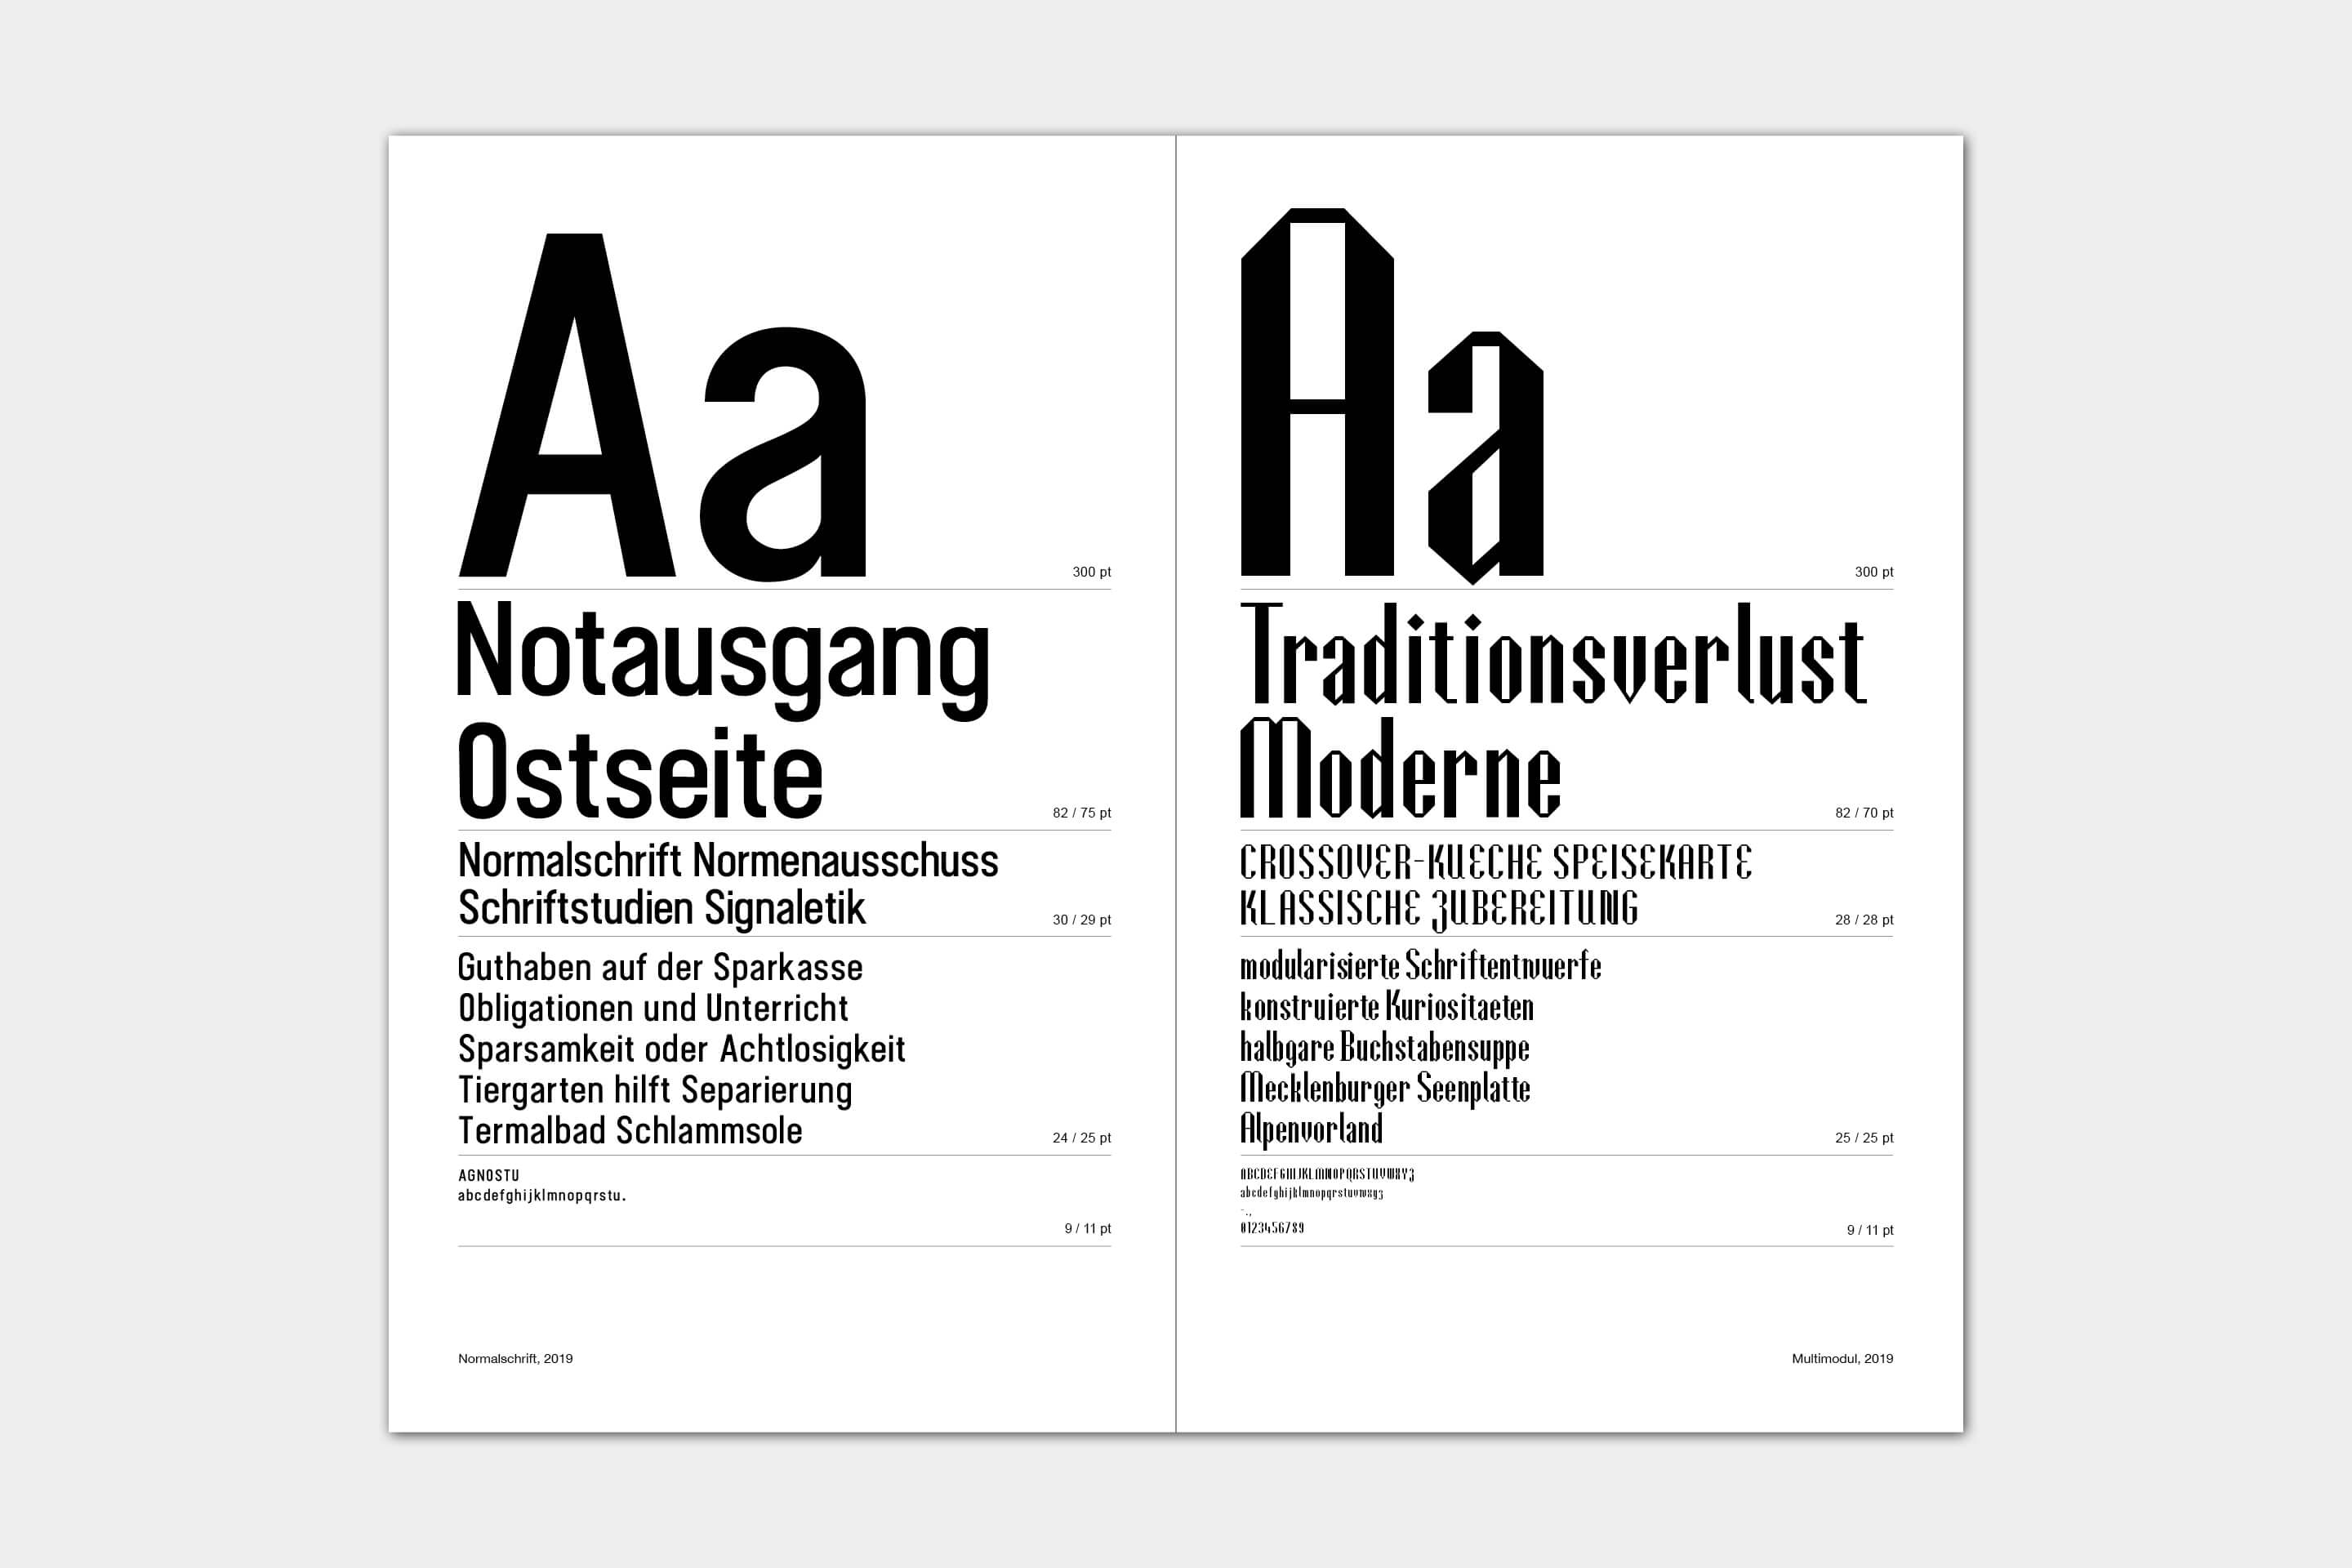 Aa
300 pt
Notausgang
Ostseite
82 / 75 pt
Normalschrift Normenausschuss
Schriftstudien Signaletik
30 / 29 pt
Guthaben auf der Sparkasse
Obligationen und Unterricht
Sparsamkeit oder Achtlosigkeit
Tiergarten hilft Separierung
Termalbad Schlammsole
24 / 25 pt
AGNOSTU
abcdefghijklmnopqrstu.
9 / 11 pt
Normalschrift, 2019
Aa
300 pt
Traditionsverlust
Moderne
82 / 70 pt
CROSSOVER-KUECHE SPEISEKARTE
KLASSISCHE ZUBEREITUNG
28 / 28 pt
modularisierte Schriftentwuerfe
konstruierte Kuriositaeten
halbgare Buchstabensuppe
Mecklenburger Seenplatte
Alpenvorland
25 / 25 pt
ABCDEFGHIJKLMNOPQRSTUVWXYZ
abcdefghijklmnopqrstuvwxyz
-.,
0123456789
9 / 11 pt
Multimodul, 2019